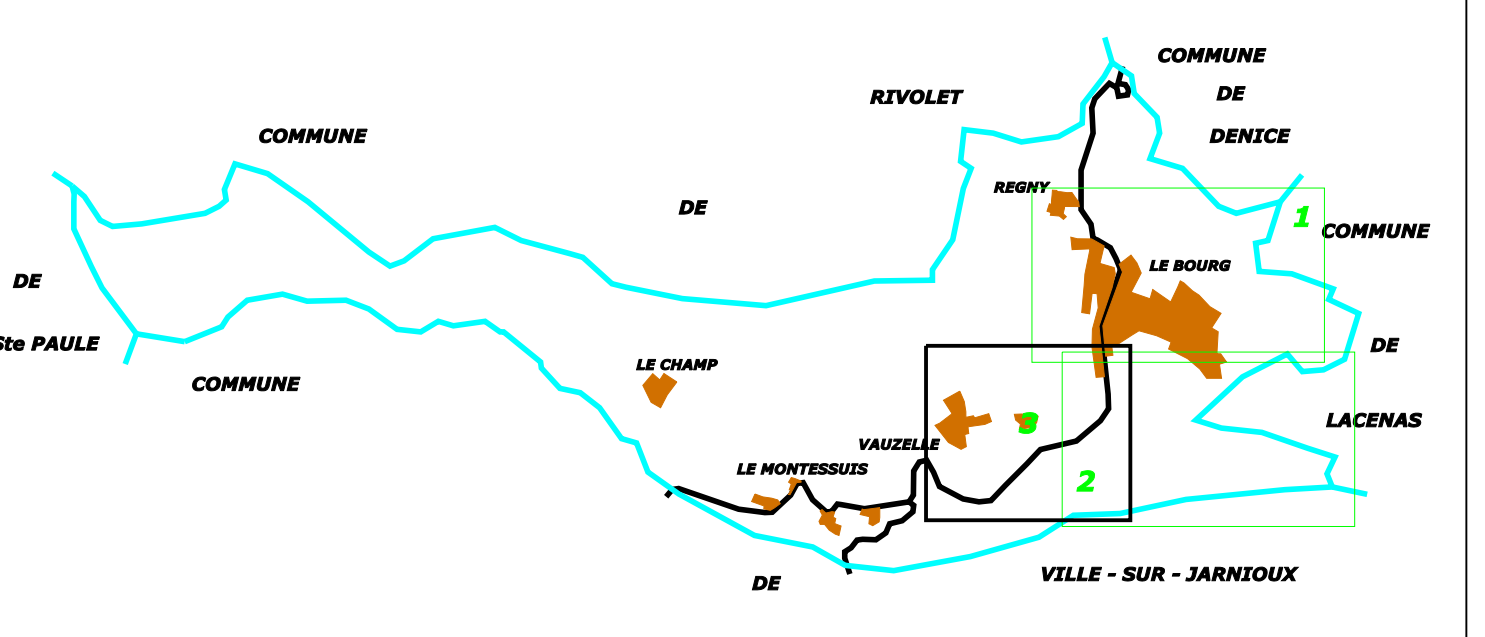 COMMUNE
RIVOLET
DE
COMMUNE
DENICE
REGNY
DE
1
COMMUNE
LE BOURG
DE
Ste PAULE
DE
LE CHAMP
COMMUNE
LACENAS
3
VAUZELLE
LE MONTESSUIS
2
VILLE - SUR - JARNIOUX
DE